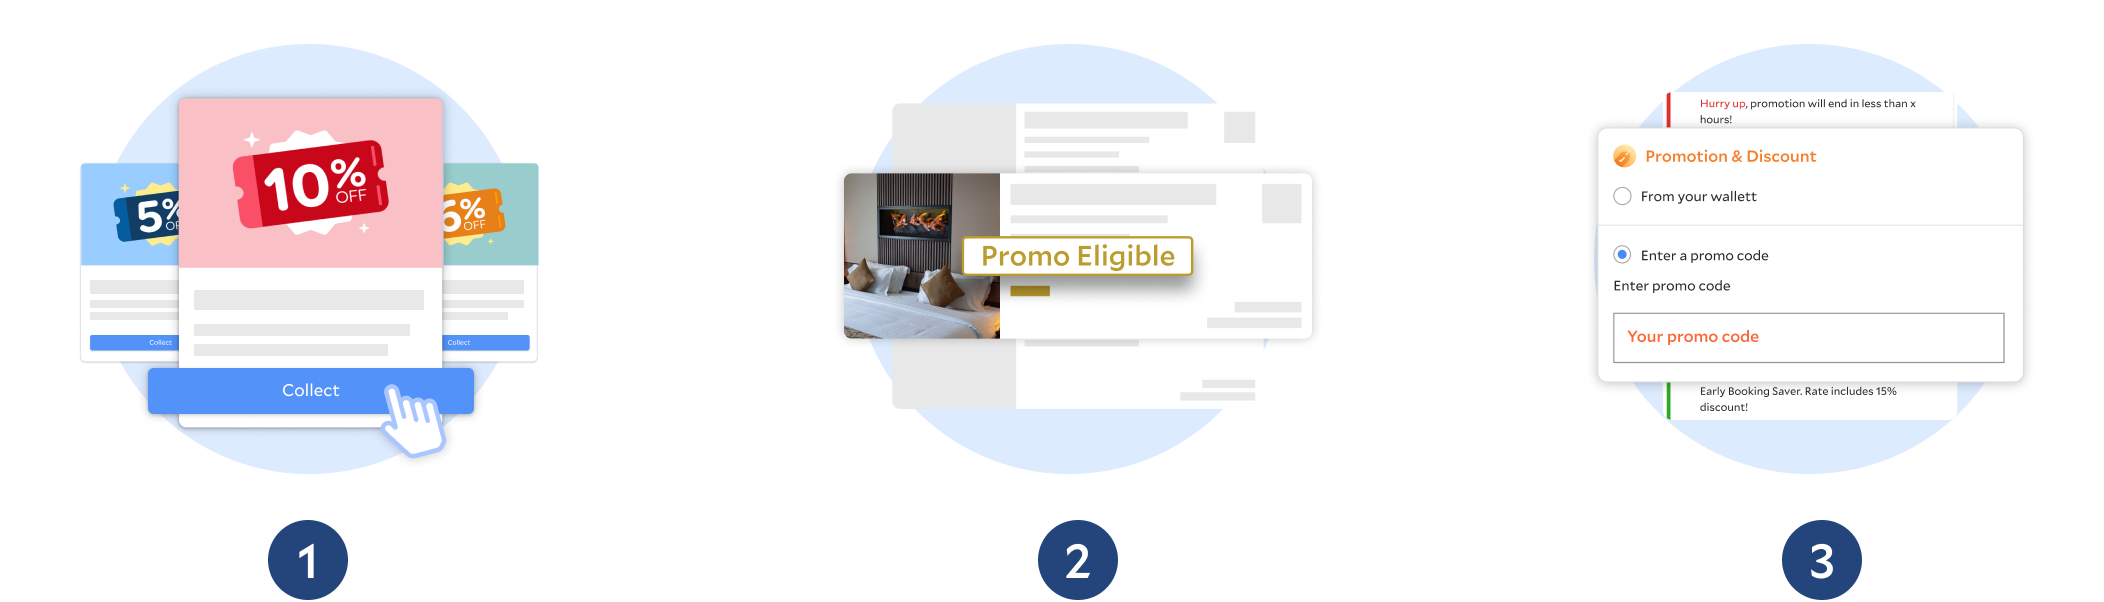 5%
OF
10%
OFF
6%
OFF
Collect
Collect
Collect
1
Promo Eligible
2
Hurry up, promotion will end in less than x
hours!
Promotion & Discount
From your wallett
Enter a promo code
Enter promo code
Your promo code
Early Booking Saver. Rate includes 15%
discount!
3